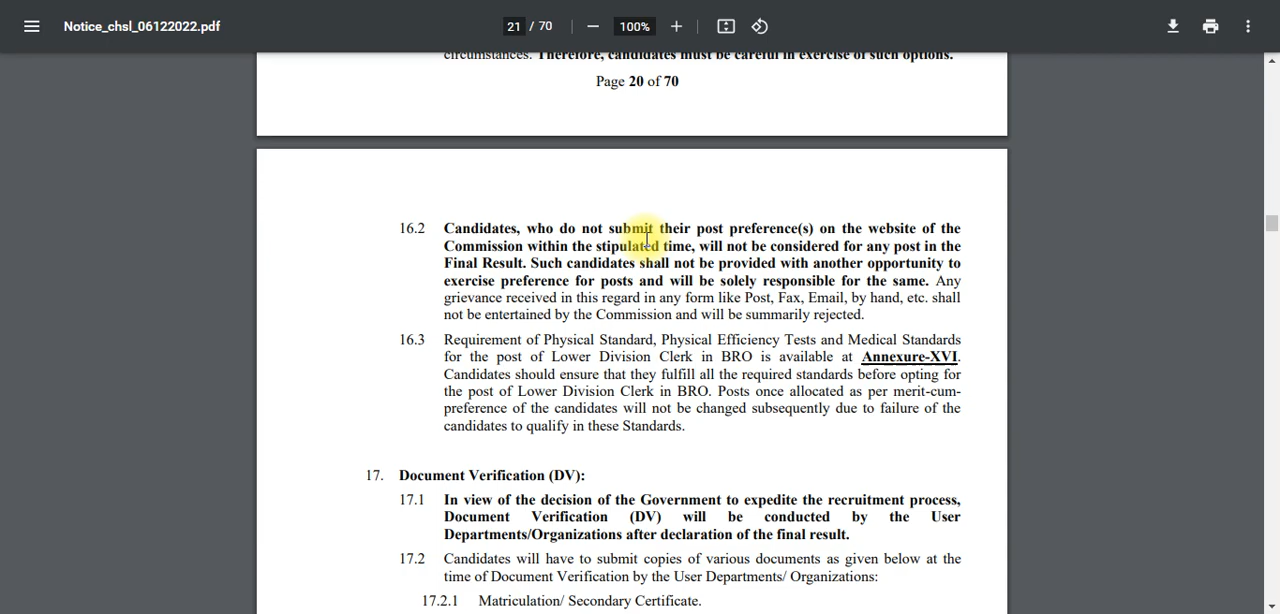 Notice_chsl_06122022.pdf
21 / 70
100%
circumstances. Therefore, candidates must be careful in exercise of such options.
Page 20 of 70
16.2 Candidates, who do not submit their post preference(s) on the website of the
Commission within the stipulated time, will not be considered for any post in the
Final Result. Such candidates shall not be provided with another opportunity to
exercise preference for posts and will be solely responsible for the same. Any
grievance received in this regard in any form like Post, Fax, Email, by hand, etc. shall
not be entertained by the Commission and will be summarily rejected.
16.3 Requirement of Physical Standard, Physical Efficiency Tests and Medical Standards
for the post of Lower Division Clerk in BRO is available at Annexure-XVI.
Candidates should ensure that they fulfill all the required standards before opting for
the post of Lower Division Clerk in BRO. Posts once allocated as per merit-cum-
preference of the candidates will not be changed subsequently due to failure of the
candidates to qualify in these Standards.
17. Document Verification (DV):
17.1 In view of the decision of the Government to expedite the recruitment process,
Document Verification (DV) will be conducted by the User
Departments/Organizations after declaration of the final result.
17.2 Candidates will have to submit copies of various documents as given below at the
time of Document Verification by the User Departments/ Organizations:
17.2.1 Matriculation/ Secondary Certificate.